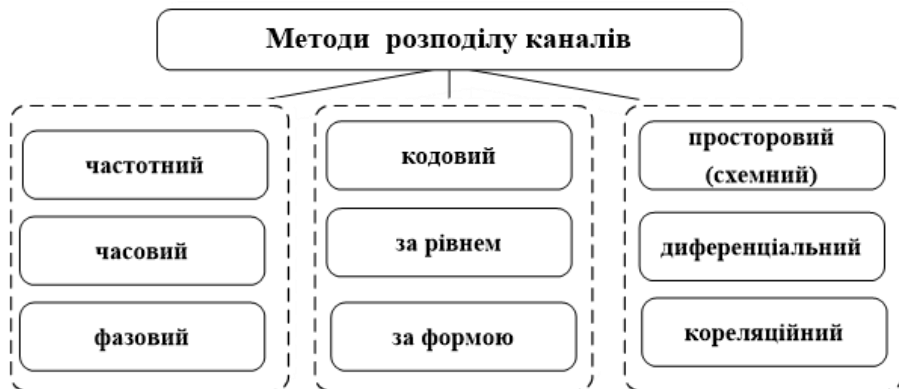 Методи розподілу каналів
частотний
часовий
фазовий
кодовий
за рівнем
за формою
просторовий
(схемний)
диференціальний
кореляційний